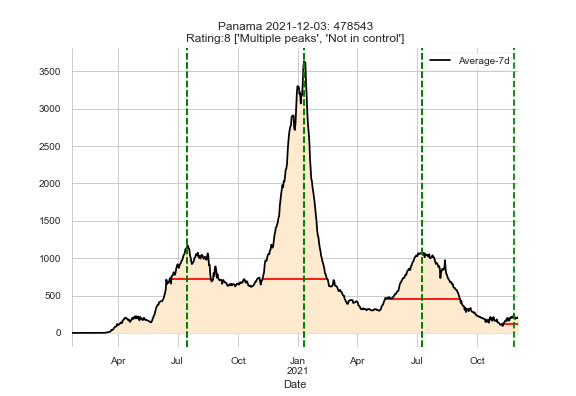 Panama 2021-12-03: 478543
Rating:8 ['Multiple peaks', 'Not in control']
Average-7d
3500
3000
2500
2000
1500
1000
500
0
Apr Jul Oct Jan Apr Jul Oct
2021
Date